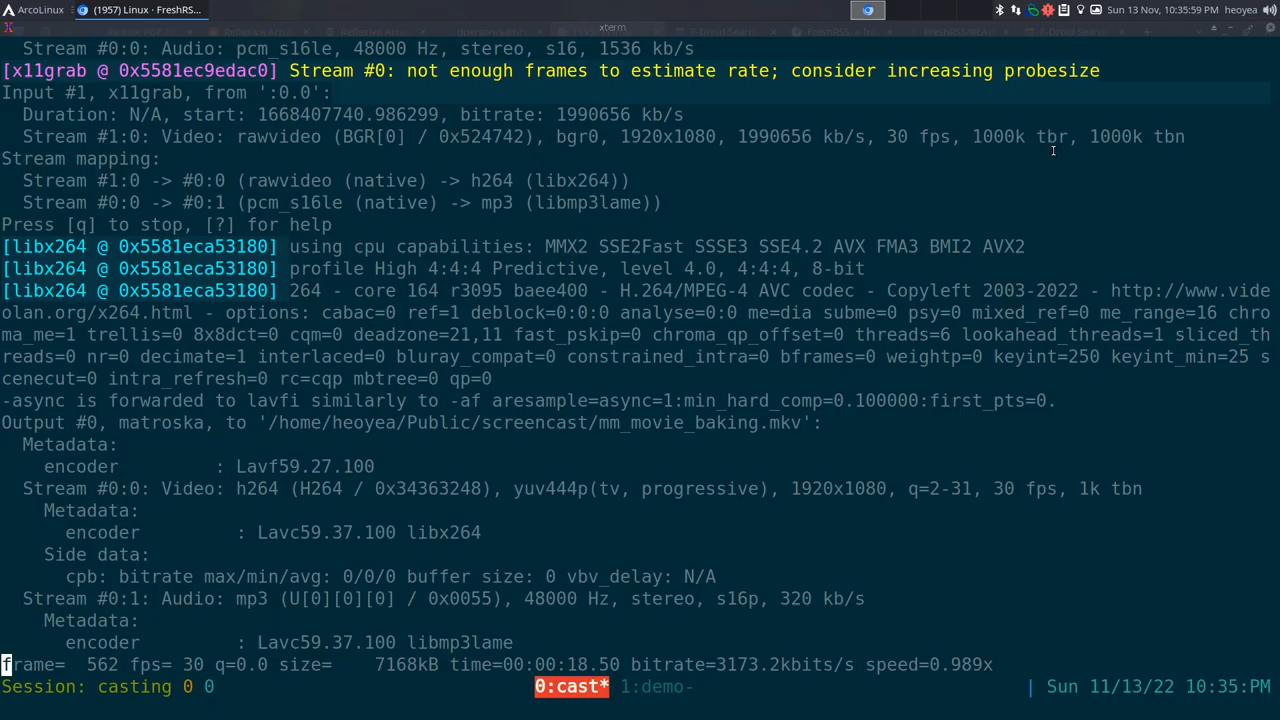 ArcoLinux (1957) Linux — FreshRS... Sun 13 Nov, 10:35:59 PM heoyea
xterm
Stream #0:0: Audio: pcm_s16le, 48000 Hz, stereo, s16, 1536 kb/s
[x11grab @ 0x5581ec9edac0] Stream #0: not enough frames to estimate rate; consider increasing probesize
Input #1, x11grab, from ':0.0':
Duration: N/A, start: 1668407740.986299, bitrate: 1990656 kb/s
Stream #1:0: Video: rawvideo (BGR[0] / 0x524742), bgr0, 1920x1080, 1990656 kb/s, 30 fps, 1000k tbr, 1000k tbn
Stream mapping:
Stream #1:0 -> #0:0 (rawvideo (native) -> h264 (libx264))
Stream #0:0 -> #0:1 (pcm_s16le (native) -> mp3 (libmp3lame))
Press [q] to stop, [?] for help
[libx264 @ 0x5581eca53180] using cpu capabilities: MMX2 SSE2Fast SSSE3 SSE4.2 AVX FMA3 BMI2 AVX2
[libx264 @ 0x5581eca53180] profile High 4:4:4 Predictive, level 4.0, 4:4:4, 8-bit
[libx264 @ 0x5581eca53180] 264 - core 164 r3095 baee400 - H.264/MPEG-4 AVC codec - Copyleft 2003-2022 - http://www.vide
olan.org/x264.html - options: cabac=0 ref=1 deblock=0:0:0 analyse=0:0 me=dia subme=0 psy=0 mixed_ref=0 me_range=16 chro
ma_me=1 trellis=0 8x8dct=0 cqm=0 deadzone=21,11 fast_pskip=0 chroma_qp_offset=0 threads=6 lookahead_threads=1 sliced_th
reads=0 nr=0 decimate=1 interlaced=0 bluray_compat=0 constrained_intra=0 bframes=0 weightp=0 keyint=250 keyint_min=25 s
cenecut=0 intra_refresh=0 rc=cqp mbtree=0 qp=0
-async is forwarded to lavfi similarly to -af aresample=async=1:min_hard_comp=0.100000:first_pts=0.
Output #0, matroska, to '/home/heoyea/Public/screencast/mm_movie_baking.mkv':
Metadata:
encoder : Lavf59.27.100
Stream #0:0: Video: h264 (H264 / 0x34363248), yuv444p(tv, progressive), 1920x1080, q=2-31, 30 fps, 1k tbn
Metadata:
encoder : Lavc59.37.100 libx264
Side data:
cpb: bitrate max/min/avg: 0/0/0 buffer size: 0 vbv_delay: N/A
Stream #0:1: Audio: mp3 (U[0][0][0] / 0x0055), 48000 Hz, stereo, s16p, 320 kb/s
Metadata:
encoder : Lavc59.37.100 libmp3lame
frame= 562 fps= 30 q=0.0 size= 7168kB time=00:00:18.50 bitrate=3173.2kbits/s speed=0.989x
Session: casting 0 0 0:cast* 1:demo- | Sun 11/13/22 10:35:PM